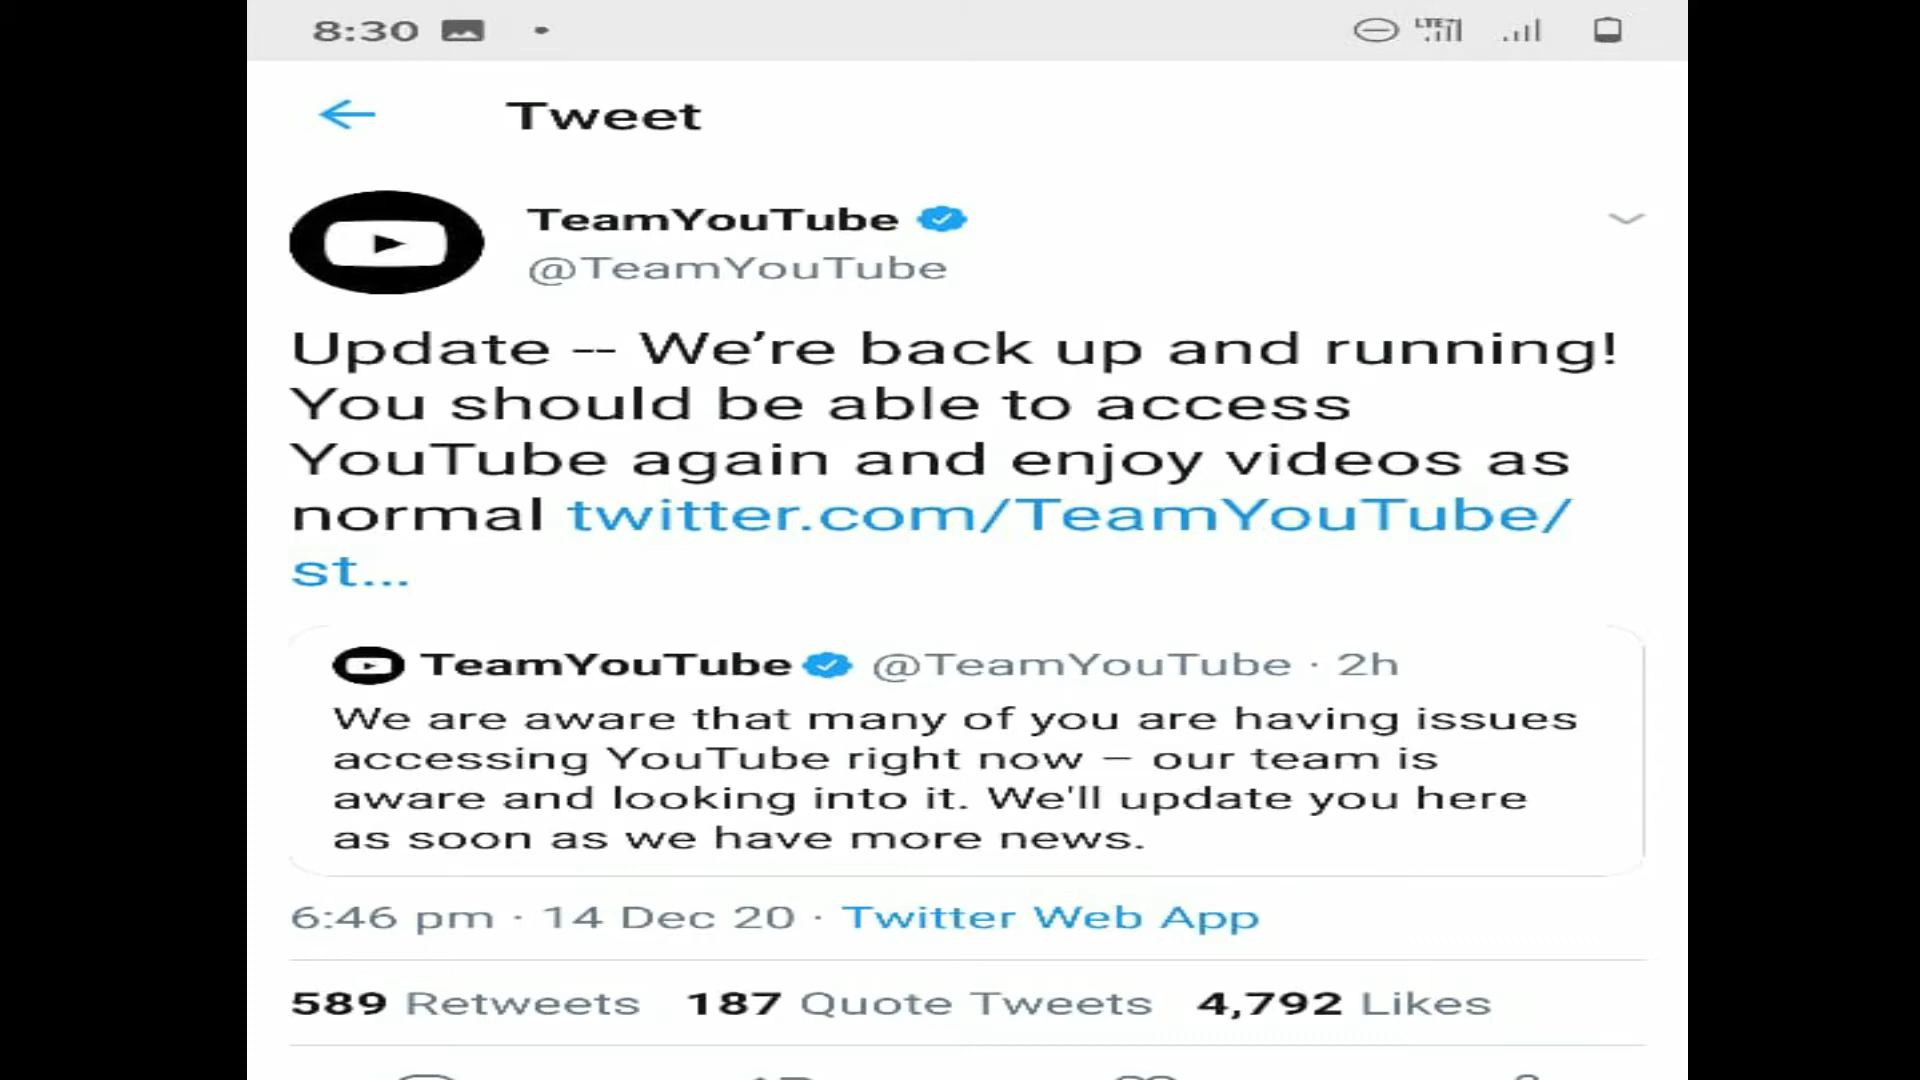 8:30
LTE
Tweet
TeamYouTube
@TeamYouTube
Update -- We’re back up and running!
You should be able to access
YouTube again and enjoy videos as
normal twitter.com/TeamYouTube/
st...
TeamYouTube @TeamYouTube · 2h
We are aware that many of you are having issues
accessing YouTube right now – our team is
aware and looking into it. We'll update you here
as soon as we have more news.
6:46 pm · 14 Dec 20 · Twitter Web App
589 Retweets 187 Quote Tweets 4,792 Likes